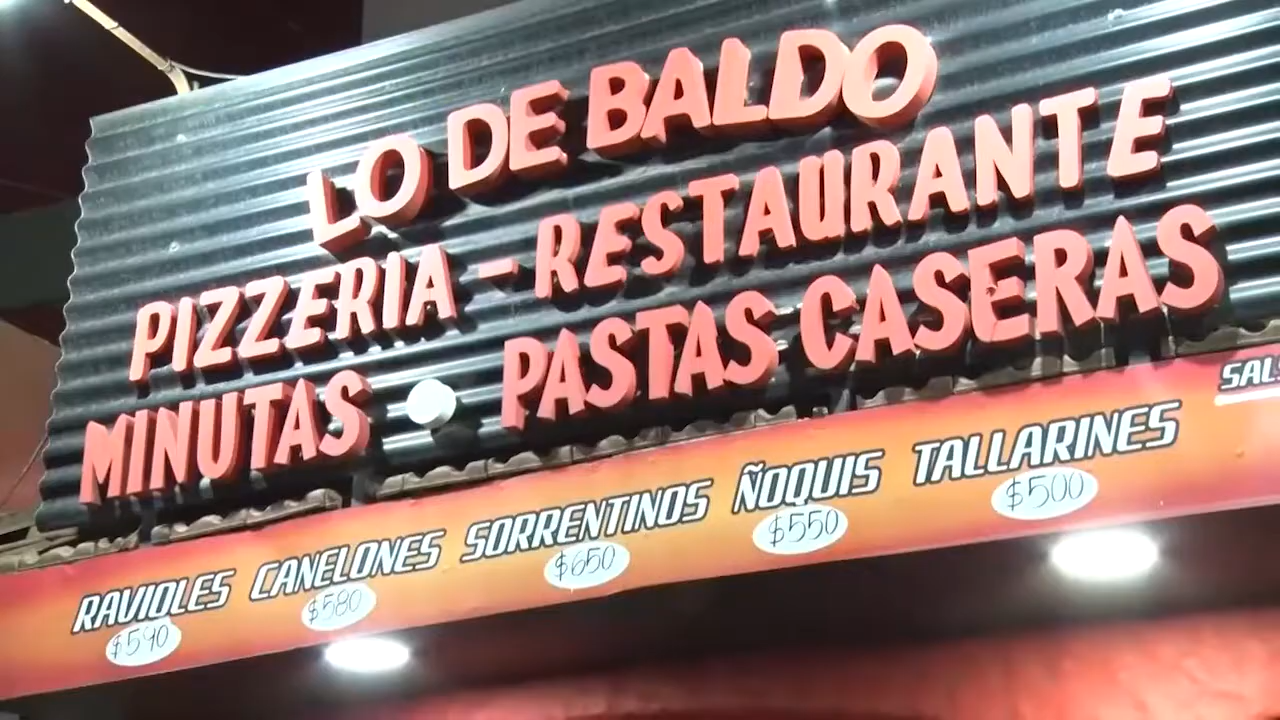 LO DE BALDO
PIZZERIA - RESTAURANTE
MINUTAS • PASTAS CASERAS
RAVIOLES CANELONES SORRENTINOS ÑOQUIS TALLARINES
$590 $580 $650 $550 $500